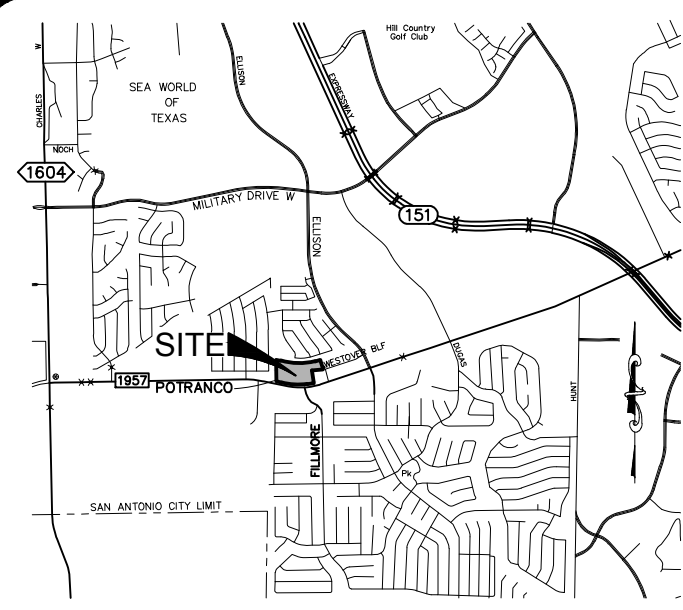 Hill Country
Golf Club
W
ELLISON
SEA WORLD
OF
TEXAS
EXPRESSWAY
CHARLES
NOCH
1604
MILITARY DRIVE W
151
ELLISON
SITE
WESTOVER BLF
DUGAS
1957
POTRANCO
HUNT
FILLMORE
Pk
SAN ANTONIO CITY LIMIT